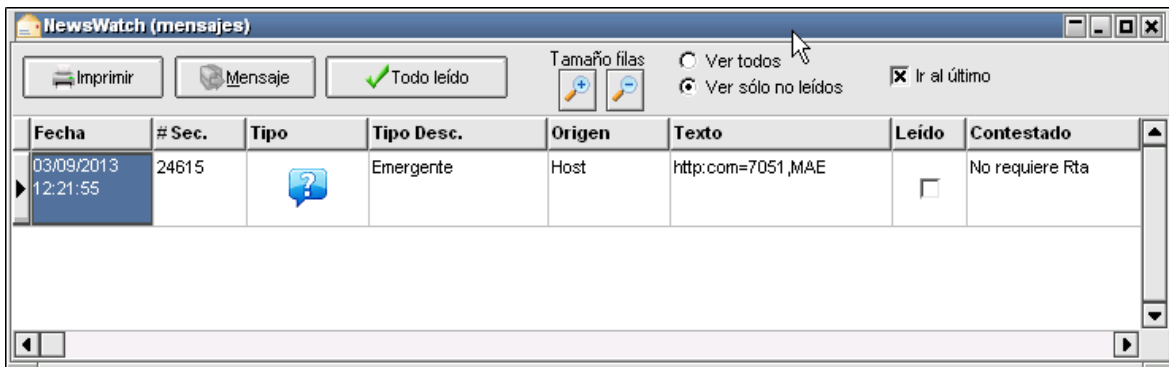 NewsWatch (mensajes)
Imprimir Mensaje Todo leído Tamaño filas Ver todos Ver sólo no leídos Ir al último
Fecha # Sec. Tipo Tipo Desc. Origen Texto Leído Contestado
03/09/2013 24615 Emergente Host http:com=7051,MAE No requiere Rta
12:21:55